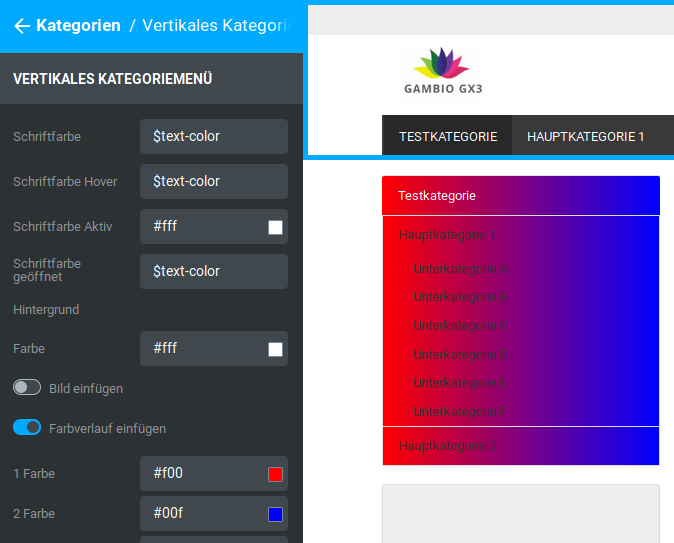 Kategorien / Vertikales Kategorie
VERTIKALES KATEGORIEMENÜ
Schriftfarbe $text-color
Schriftfarbe Hover $text-color
Schriftfarbe Aktiv #fff
Schriftfarbe
geöffnet $text-color
Hintergrund
Farbe #fff
Bild einfügen
Farbverlauf einfügen
1 Farbe #f00
2 Farbe #00f
GAMBIO GX3
TESTKATEGORIE HAUPTKATEGORIE 1
Testkategorie
Hauptkategorie 1
Unterkategorie A
Unterkategorie B
Unterkategorie C
Unterkategorie D
Unterkategorie E
Unterkategorie F
Hauptkategorie 2